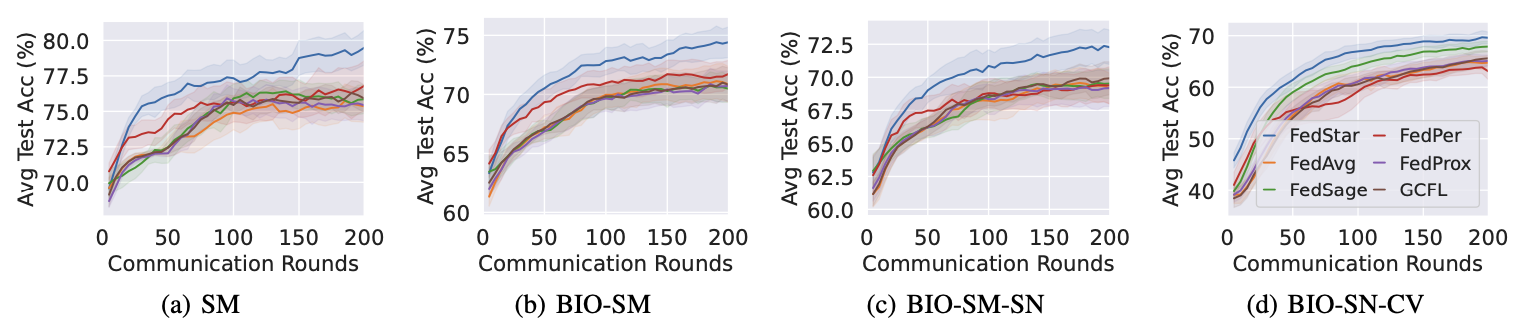 Avg Test Acc (%)
80.0
77.5
75.0
72.5
70.0
0 50 100 150 200
Communication Rounds
(a) SM
Avg Test Acc (%)
75
70
65
60
0 50 100 150 200
Communication Rounds
(b) BIO-SM
Avg Test Acc (%)
72.5
70.0
67.5
65.0
62.5
60.0
0 50 100 150 200
Communication Rounds
(c) BIO-SM-SN
Avg Test Acc (%)
70
60
50
40
FedStar FedPer
FedAvg FedProx
FedSage GCFL
0 50 100 150 200
Communication Rounds
(d) BIO-SN-CV